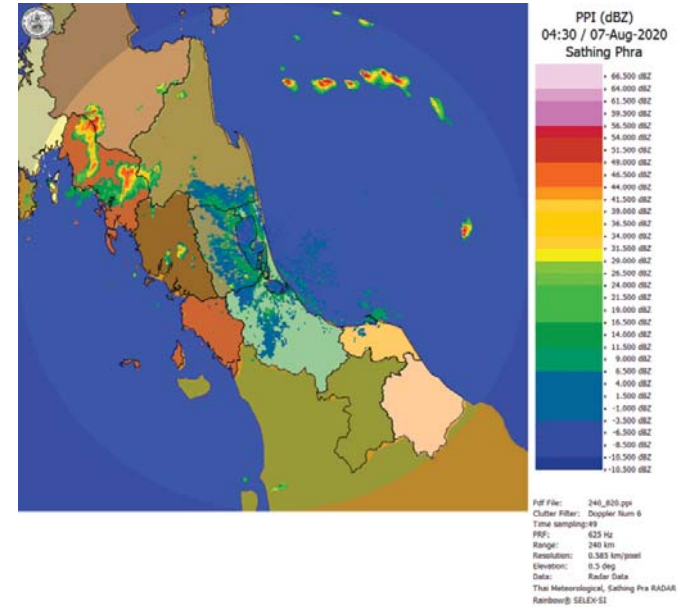 PPI (dBZ)
04:30 / 07-Aug-2020
Sathing Phra
66.500 dBZ
64.000 dBZ
61.500 dBZ
59.500 dBZ
56.500 dBZ
54.000 dBZ
51.500 dBZ
49.000 dBZ
46.500 dBZ
44.000 dBZ
41.500 dBZ
39.000 dBZ
36.500 dBZ
34.000 dBZ
31.500 dBZ
29.000 dBZ
26.500 dBZ
24.000 dBZ
21.500 dBZ
19.000 dBZ
16.500 dBZ
14.000 dBZ
11.500 dBZ
9.000 dBZ
6.500 dBZ
4.000 dBZ
1.500 dBZ
-1.000 dBZ
-3.500 dBZ
-6.500 dBZ
-8.500 dBZ
-10.500 dBZ
-10.500 dBZ
Pdf File: 240_820.ppi
Clutter Filter: Doppler Num 6
Time sampling:49
PRF: 625 Hz
Range: 240 km
Resolution: 0.585 km/pixel
Elevation: 0.5 deg
Data: Radar Data
Thai Meteorological, Sathing Pra RADAR
Rainbow® SELEX-SI